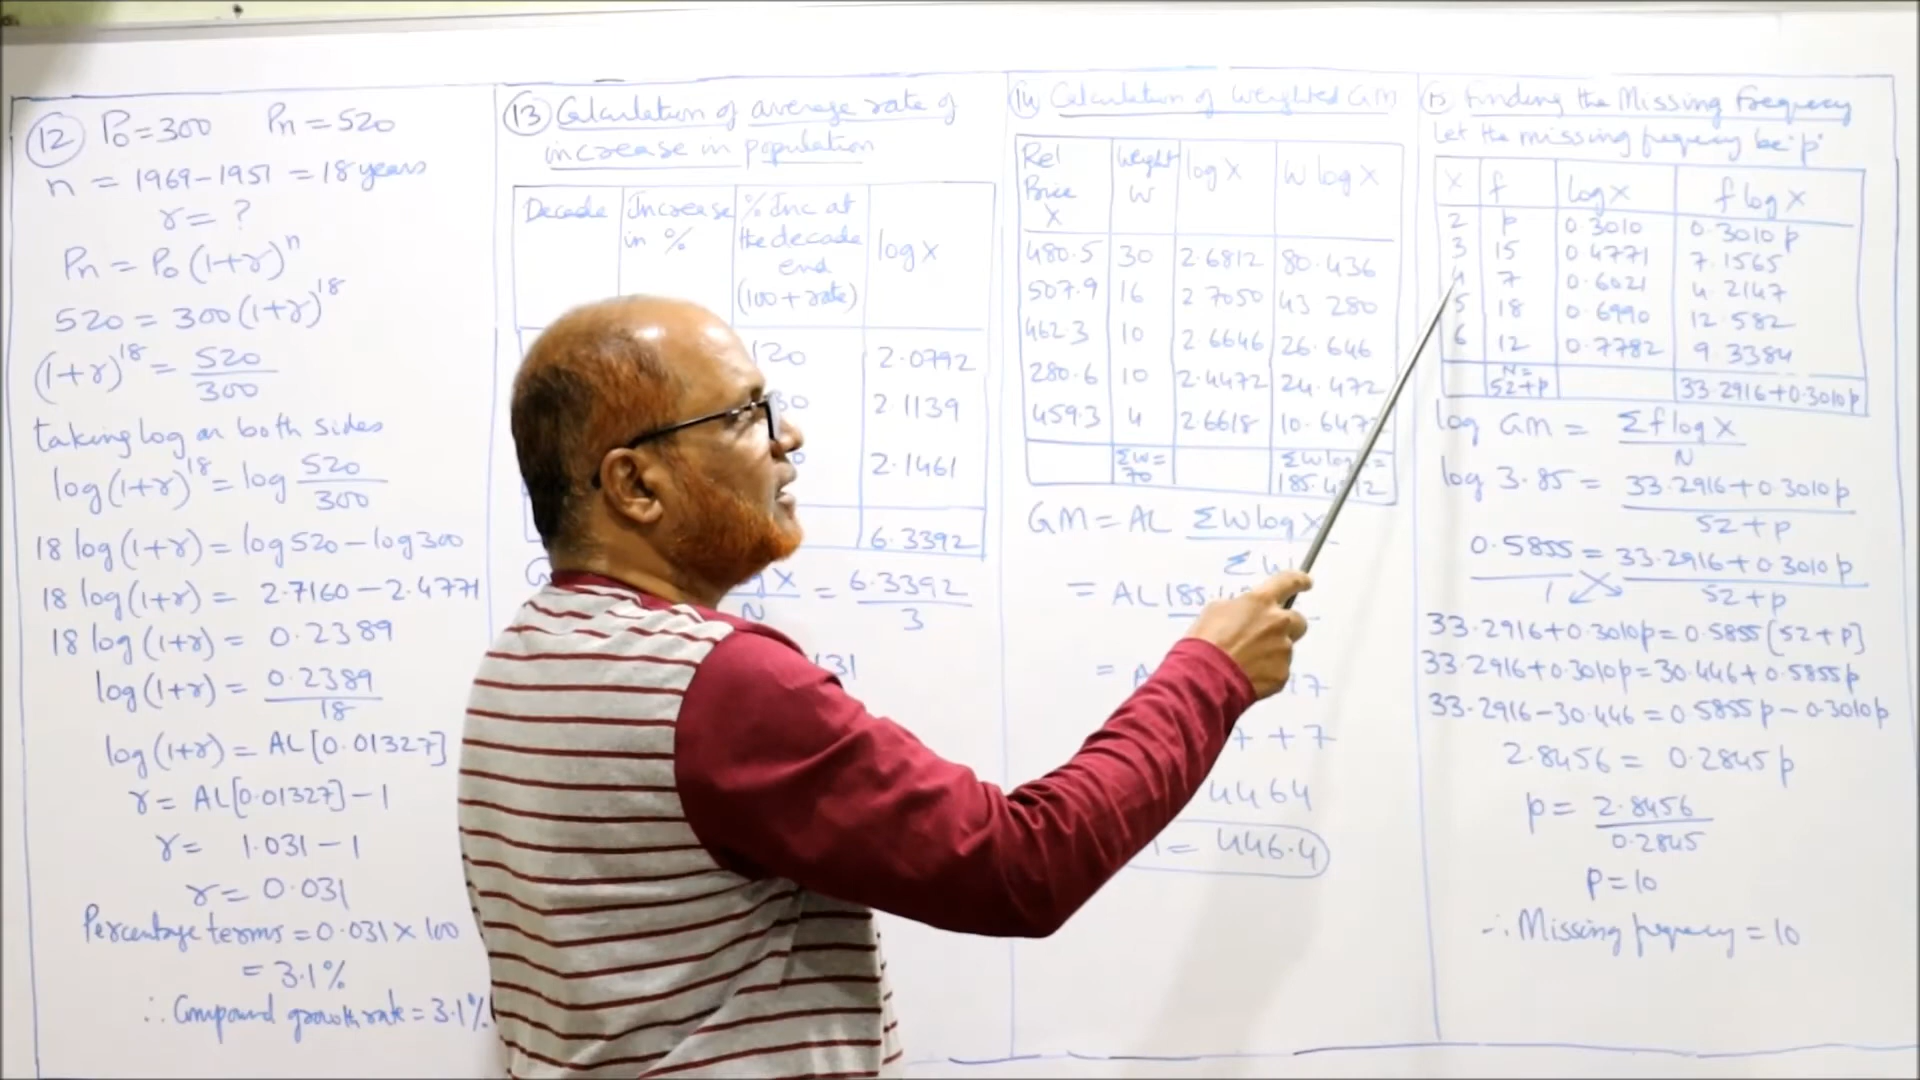 12 P0 = 300 Pn = 520
n = 1969-1951 = 18 years
r = ?
Pn = P0 (1+r)^n
520 = 300 (1+r)^18
(1+r)^18 = 520/300
taking log on both sides
log (1+r)^18 = log 520/300
18 log (1+r) = log 520 - log 300
18 log (1+r) = 2.7160 - 2.4771
18 log (1+r) = 0.2389
log (1+r) = 0.2389/18
log (1+r) = AL [0.01327]
r = AL [0.01327] - 1
r = 1.031 - 1
r = 0.031
Percentage terms = 0.031 x 100
= 3.1%
∴ Compound growth rate = 3.1%
13 Calculation of average rate of
increase in population
Decade Increase in % % Inc at the decade end (100 + rate) log X
120 2.0792
30 2.1139
2.1461
6.3392
g X/N = 6.3392/3
131
14 Calculation of Weighted GM
Rel Price X Weight W log X W log X
480.5 30 2.6812 80.436
507.9 16 2.7050 43 280
462.3 10 2.6646 26.646
280.6 10 2.4472 24.472
459.3 4 2.6618 10.6472
ΣW = 70 ΣW log =
GM = AL ΣW log X
ΣW
= AL 185.
=
7 + 7
4464
= 446.4
15 Finding the Missing Frequency
Let the missing frequency be 'p'
X f log X f log X
2 p 0.3010 0.3010 p
3 15 0.4771 7.1565
4 7 0.6021 4.2147
5 18 0.6990 12.582
6 12 0.7782 9.3384
N = 52+p 33.2916+0.3010p
log GM = Σf log X / N
log 3.85 = 33.2916+0.3010p / 52+p
0.5855 / 1 = 33.2916+0.3010p / 52+p
33.2916+0.3010p = 0.5855 [52+p]
33.2916+0.3010p = 30.446+0.5855p
33.2916-30.446 = 0.5855p - 0.3010p
2.8456 = 0.2845p
p = 2.8456/0.2845
p = 10
∴ Missing frequency = 10